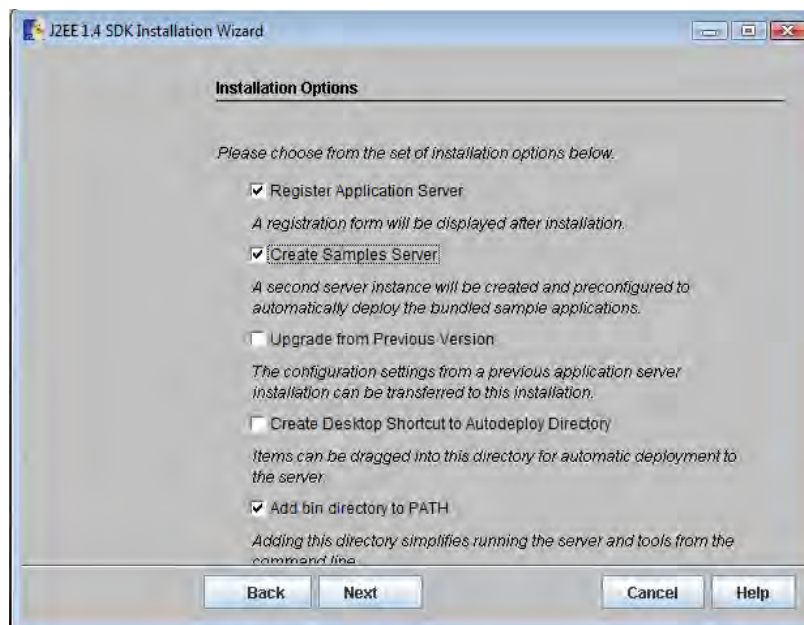 J2EE 1.4 SDK Installation Wizard
Installation Options
Please choose from the set of installation options below.
Register Application Server
A registration form will be displayed after installation.
Create Samples Server
A second server instance will be created and preconfigured to
automatically deploy the bundled sample applications.
Upgrade from Previous Version
The configuration settings from a previous application server
installation can be transferred to this installation.
Create Desktop Shortcut to Autodeploy Directory
Items can be dragged into this directory for automatic deployment to
the server.
Add bin directory to PATH
Adding this directory simplifies running the server and tools from the
command line.
Back Next Cancel Help